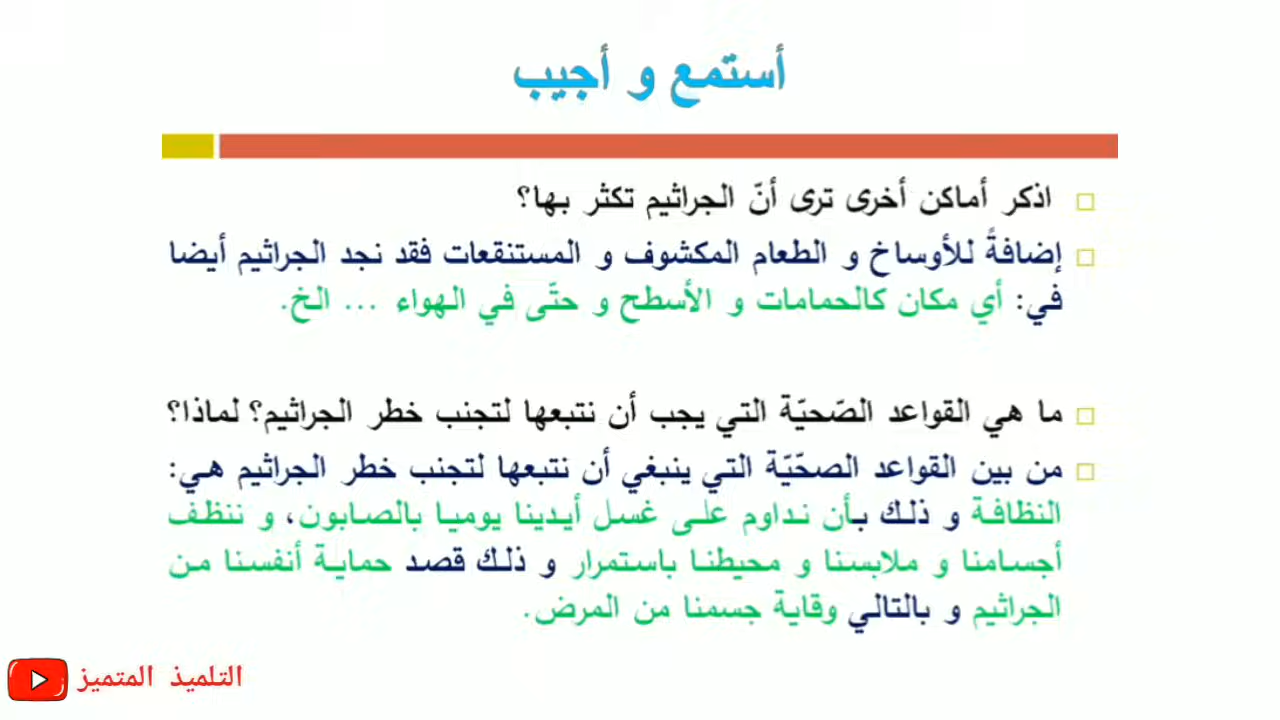 أستمع و أجيب
اذكر أماكن أخرى ترى أنّ الجراثيم تكثر بها؟
إضافةً للأوساخ و الطعام المكشوف و المستنقعات فقد نجد الجراثيم أيضا
في: أي مكان كالحمامات و الأسطح و حتّى في الهواء ... الخ.
ما هي القواعد الصّحيّة التي يجب أن نتبعها لتجنب خطر الجراثيم؟ لماذا؟
من بين القواعد الصحّيّة التي ينبغي أن نتبعها لتجنب خطر الجراثيم هي:
النظافة و ذلك بأن نداوم على غسل أيدينا يوميا بالصابون، و ننظف
أجسامنا و ملابسنا و محيطنا باستمرار و ذلك قصد حماية أنفسنا من
الجراثيم و بالتالي وقاية جسمنا من المرض.
التلميذ المتميز